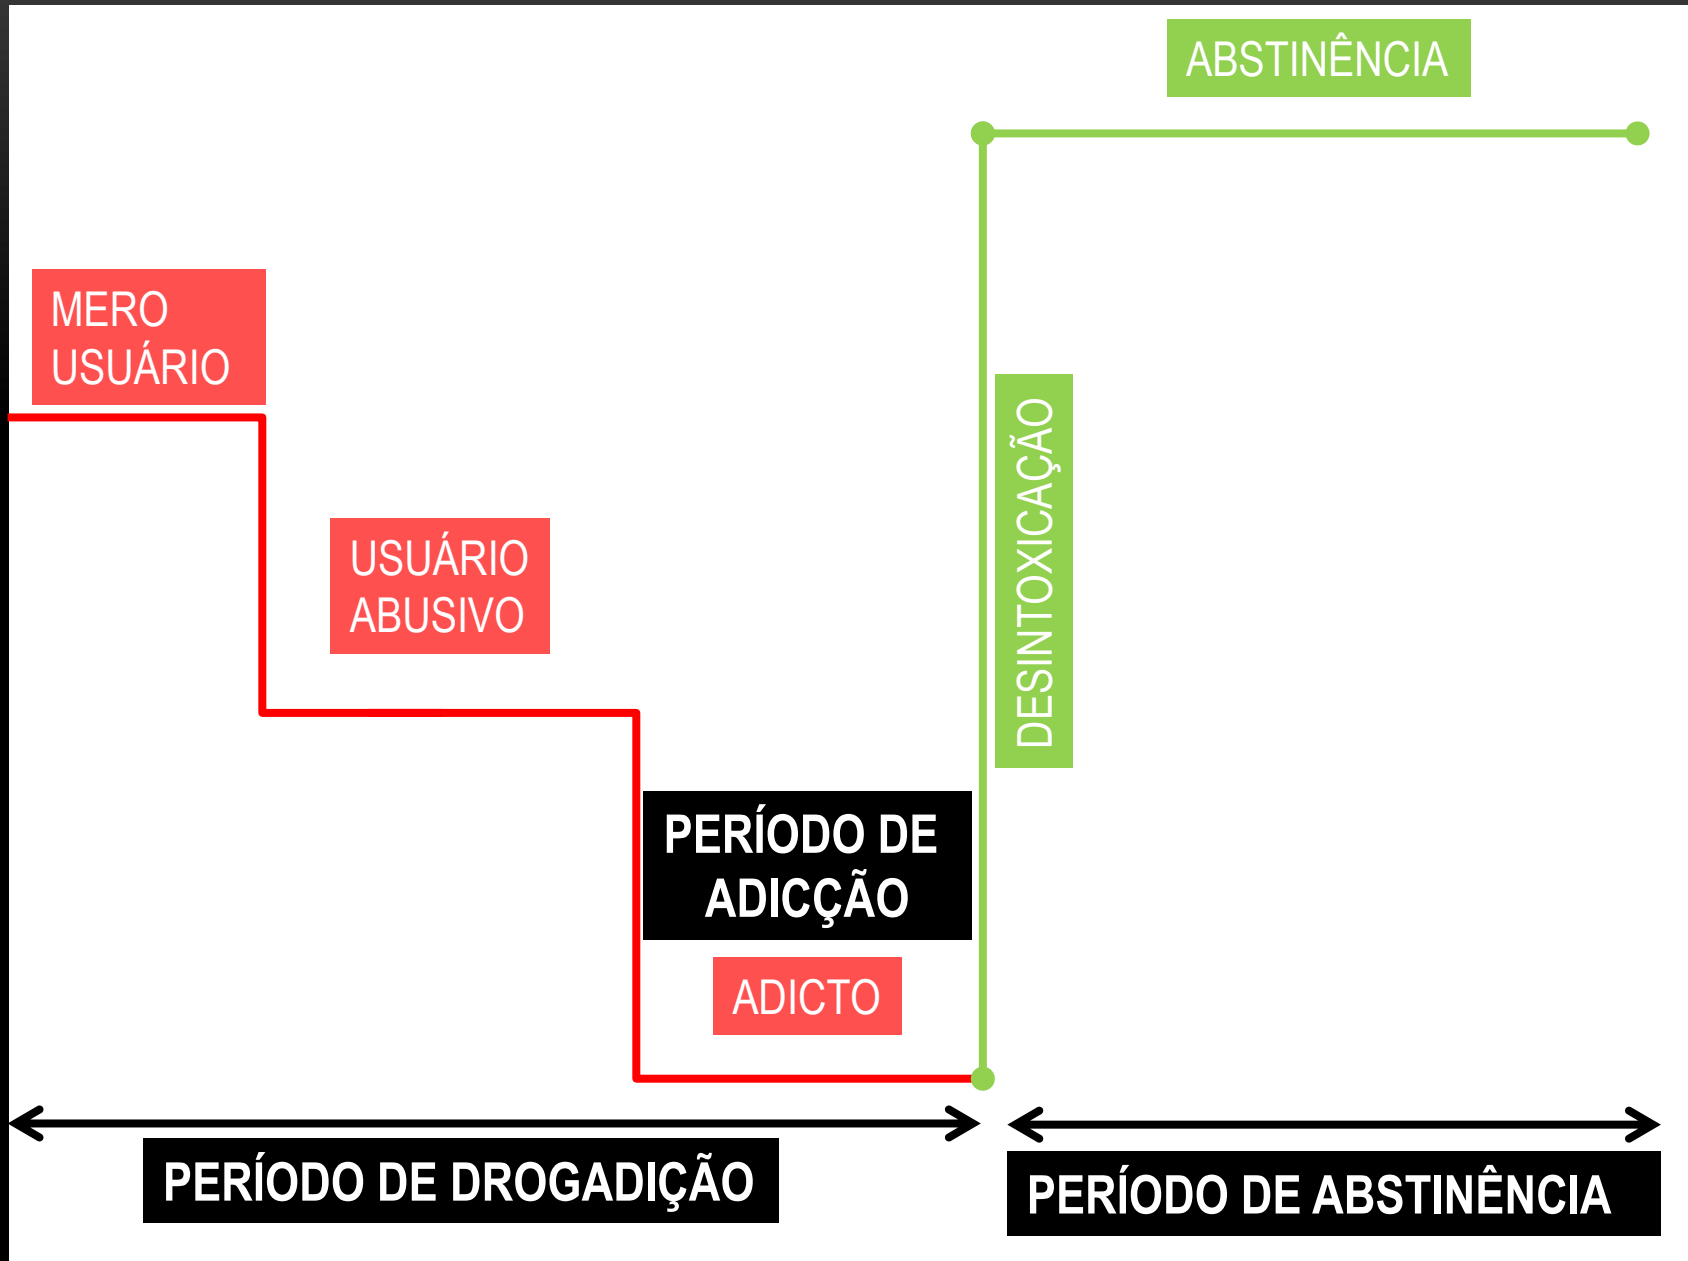 ABSTINÊNCIA
MERO
USUÁRIO
DESINTOXICAÇÃO
USUÁRIO
ABUSIVO
PERÍODO DE
ADICÇÃO
ADICTO
PERÍODO DE DROGADIÇÃO
PERÍODO DE ABSTINÊNCIA